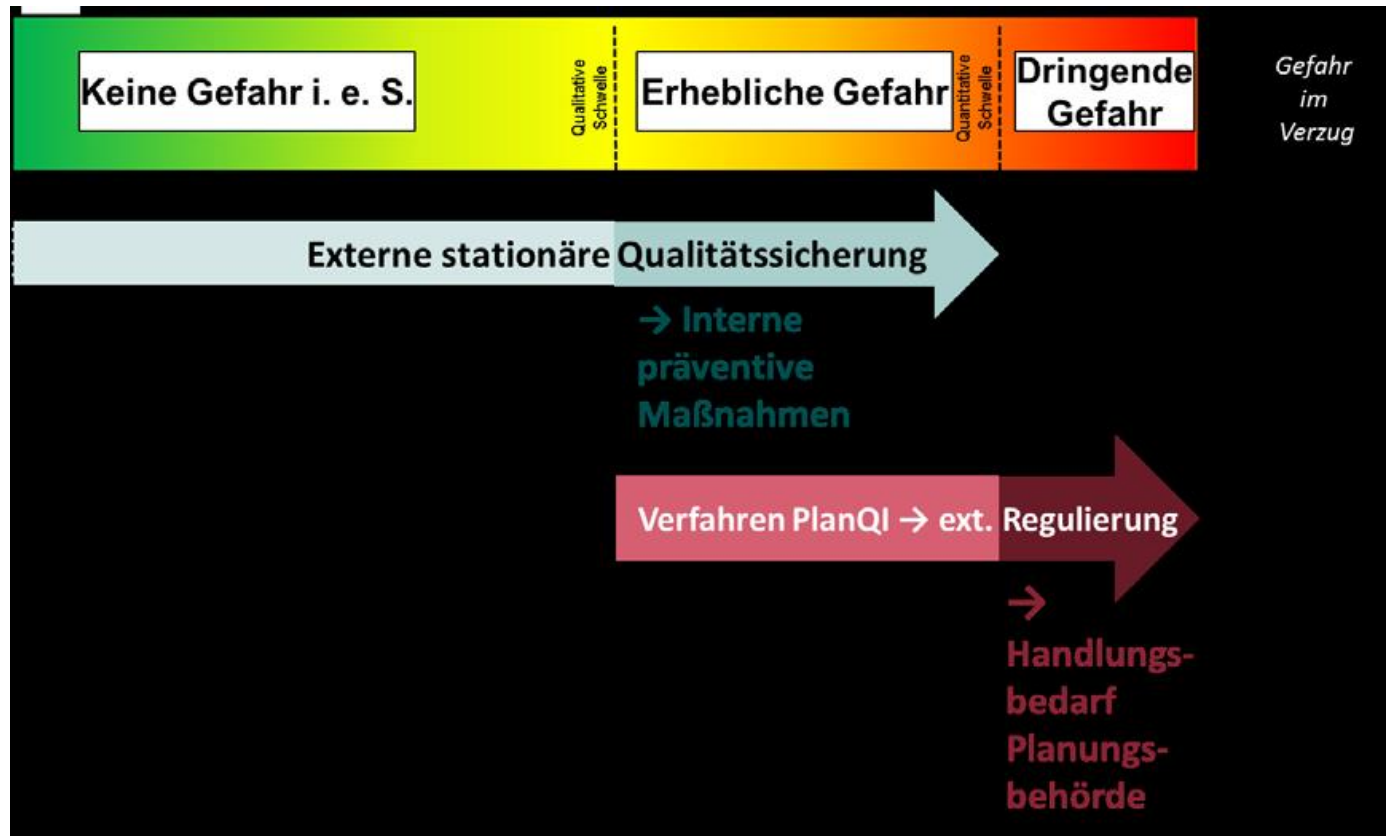 Keine Gefahr i. e. S.
Qualitative
Schwelle
Erhebliche Gefahr
Quantitative
Schwelle
Dringende
Gefahr
Gefahr
im
Verzug
Externe stationäre Qualitätssicherung
→ Interne
präventive
Maßnahmen
Verfahren PlanQI → ext. Regulierung
→
Handlungs-
bedarf
Planungs-
behörde